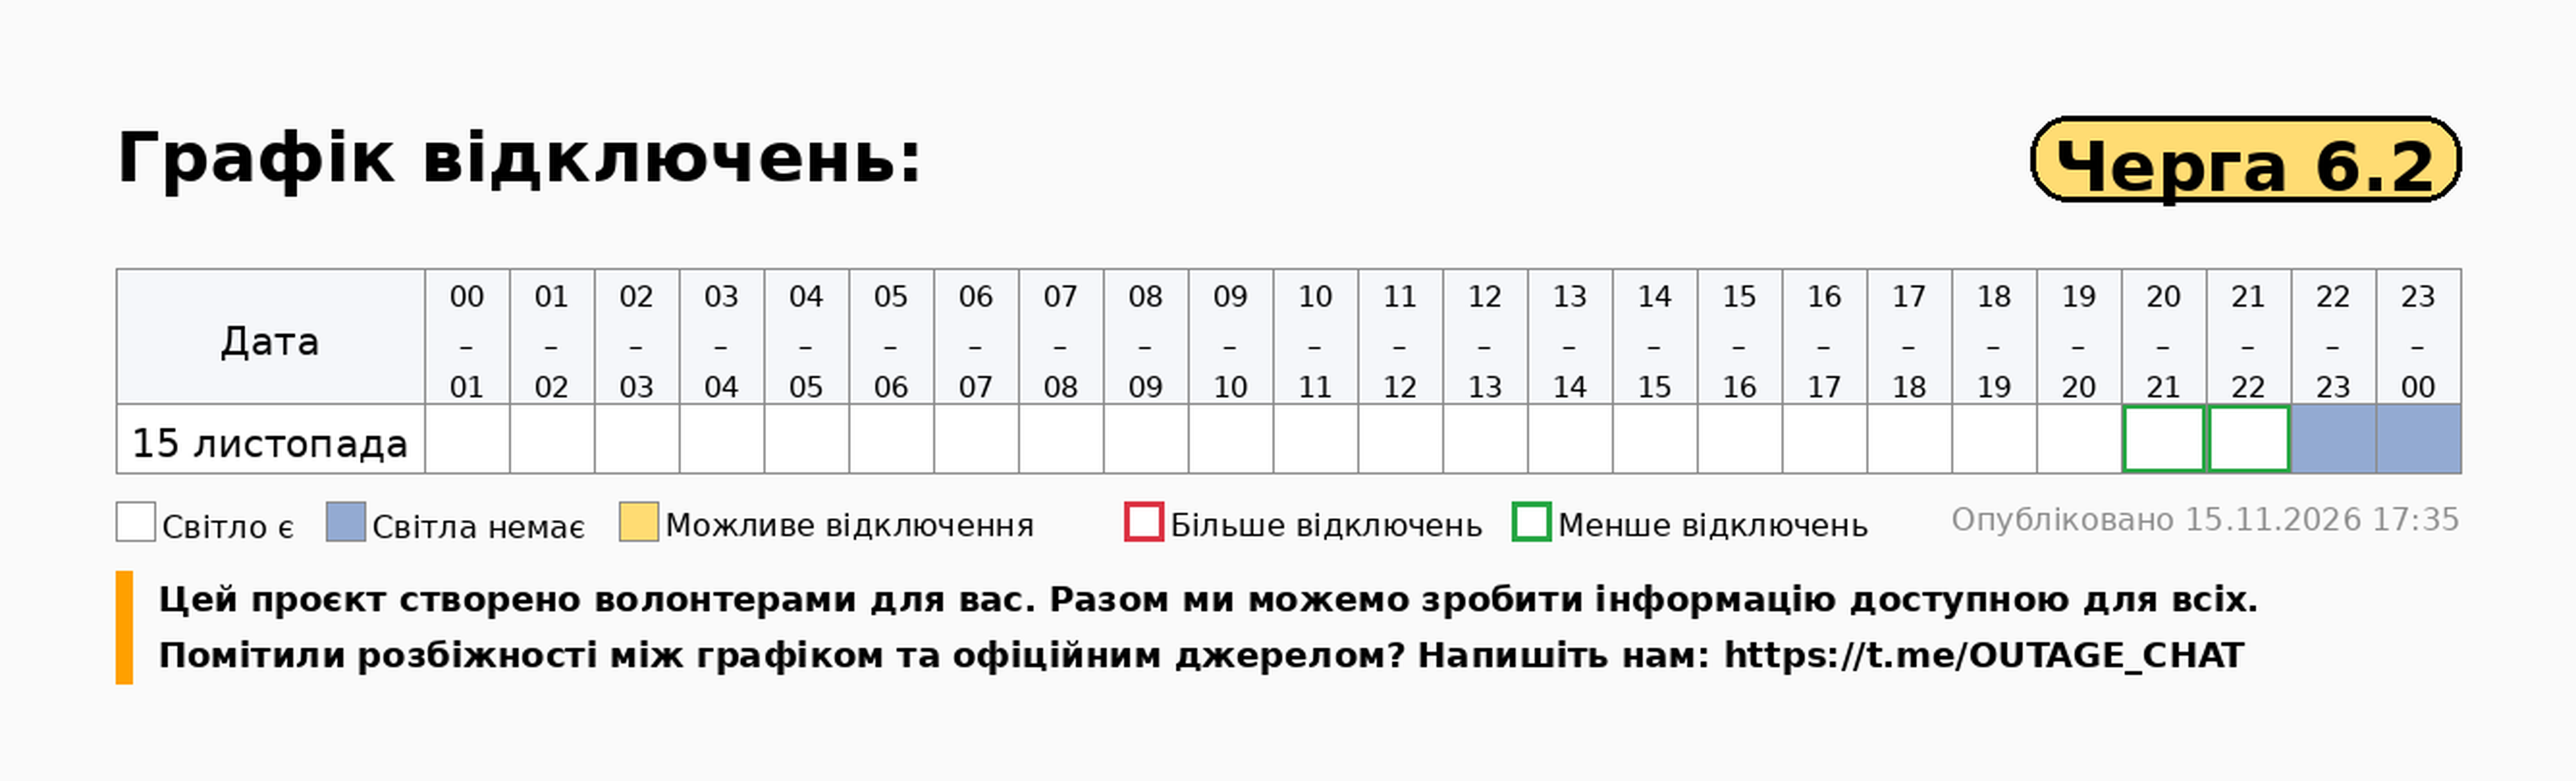 Графік відключень:
Черга 6.2
Дата
00 – 01
01 – 02
02 – 03
03 – 04
04 – 05
05 – 06
06 – 07
07 – 08
08 – 09
09 – 10
10 – 11
11 – 12
12 – 13
13 – 14
14 – 15
15 – 16
16 – 17
17 – 18
18 – 19
19 – 20
20 – 21
21 – 22
22 – 23
23 – 00
15 листопада
Світло є
Світла немає
Можливе відключення
Більше відключень
Менше відключень
Опубліковано 15.11.2026 17:35
Цей проєкт створено волонтерами для вас. Разом ми можемо зробити інформацію доступною для всіх.
Помітили розбіжності між графіком та офіційним джерелом? Напишіть нам: https://t.me/OUTAGE_CHAT